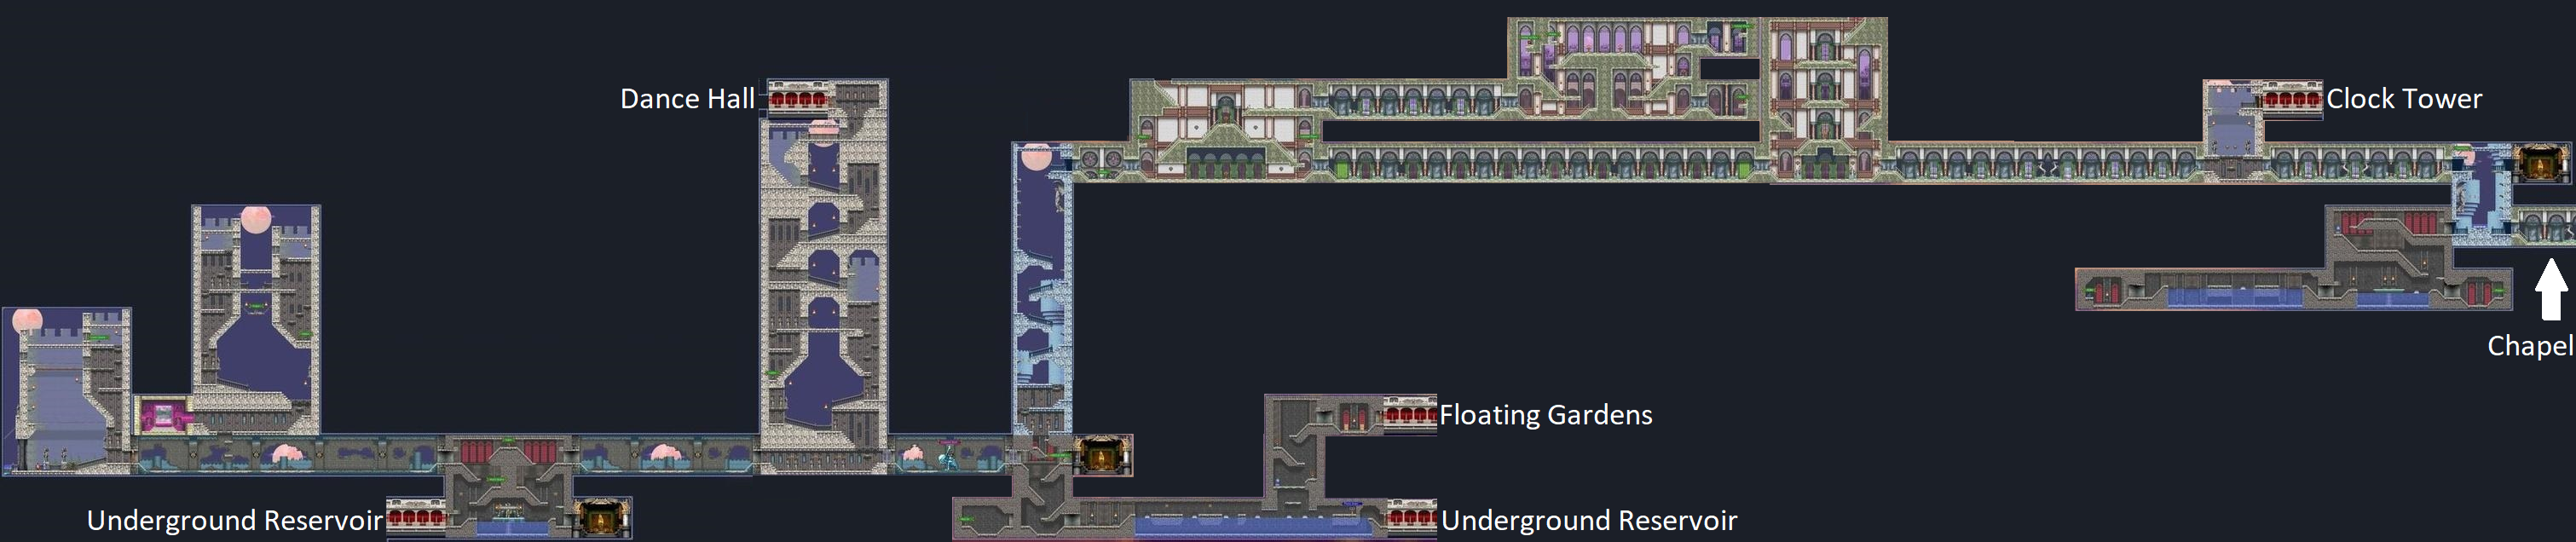 Dance Hall
Clock Tower
Chapel
Floating Gardens
Underground Reservoir
Underground Reservoir